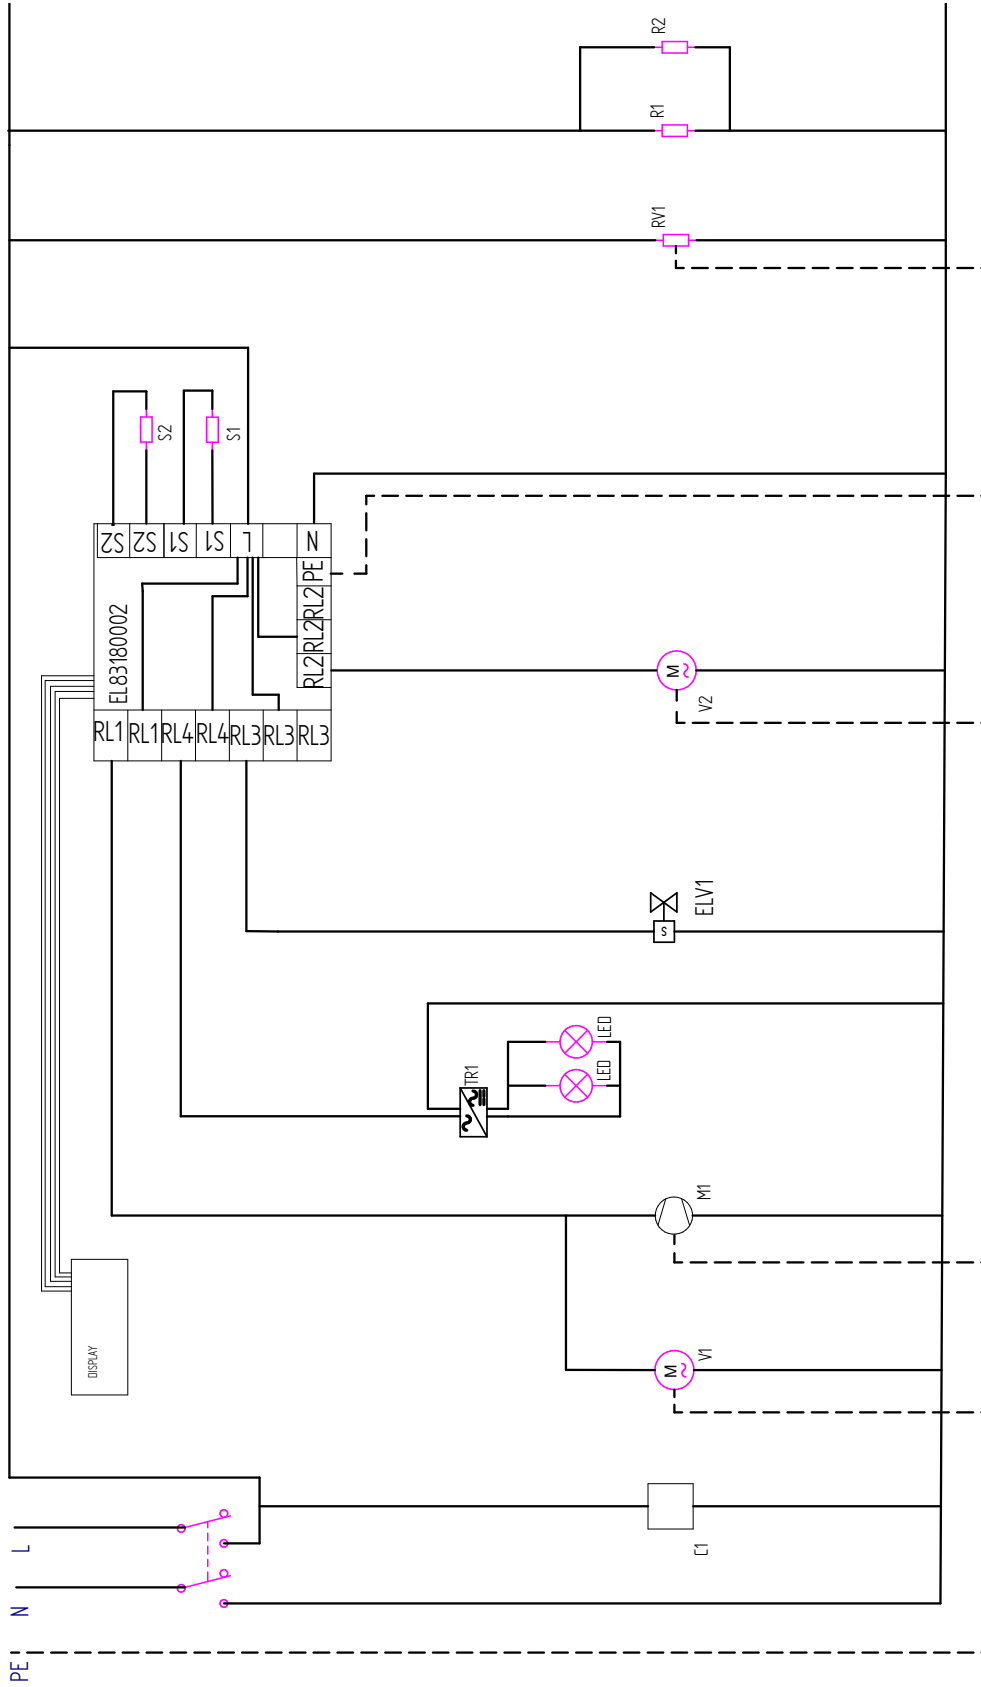 R2
R1
RV1
S2
S1
S2
S2
S1
S1
L
N
EL83180002
PE
RL2
RL2
RL2
RL1
RL1
RL4
RL4
RL3
RL3
RL3
M
V2
ELV1
S
TR1
LED
LED
M1
DISPLAY
M
V1
C1
L
N
PE